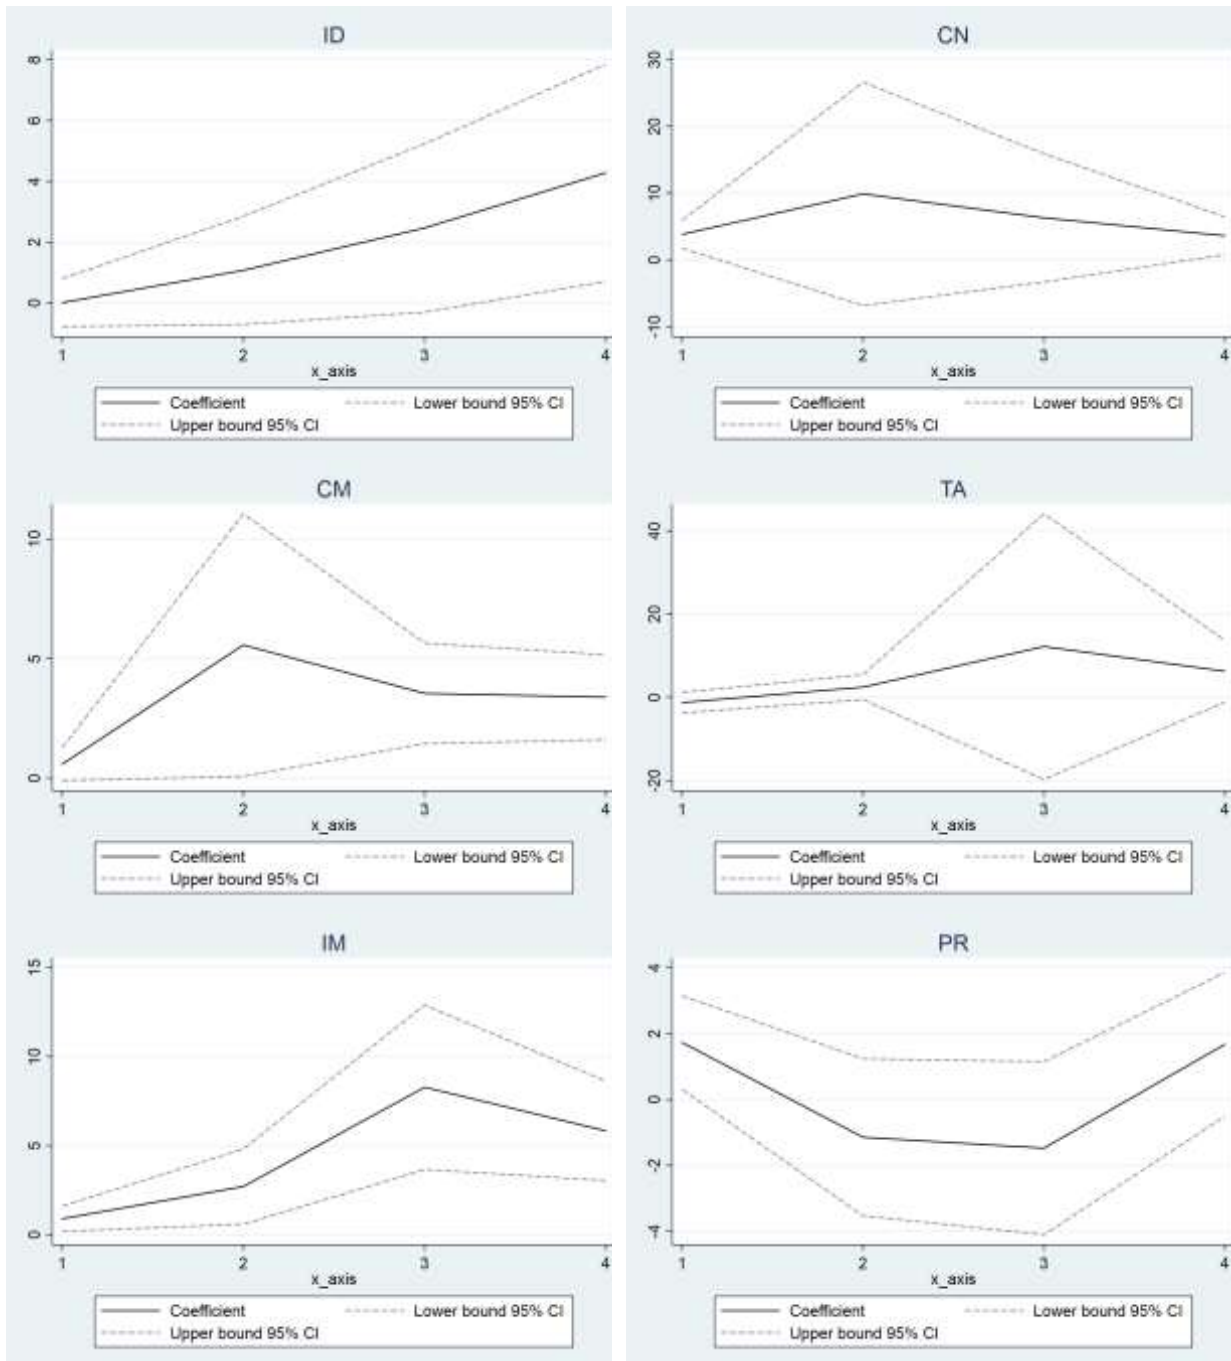 ID
8
6
4
2
0
1 2 3 4
x_axis
Coefficient Lower bound 95% CI
Upper bound 95% CI
CN
30
20
10
0
-10
1 2 3 4
x_axis
Coefficient Lower bound 95% CI
Upper bound 95% CI
CM
10
5
0
1 2 3 4
x_axis
Coefficient Lower bound 95% CI
Upper bound 95% CI
TA
40
20
0
-20
1 2 3 4
x_axis
Coefficient Lower bound 95% CI
Upper bound 95% CI
IM
15
10
5
0
1 2 3 4
x_axis
Coefficient Lower bound 95% CI
Upper bound 95% CI
PR
4
2
0
-2
-4
1 2 3 4
x_axis
Coefficient Lower bound 95% CI
Upper bound 95% CI